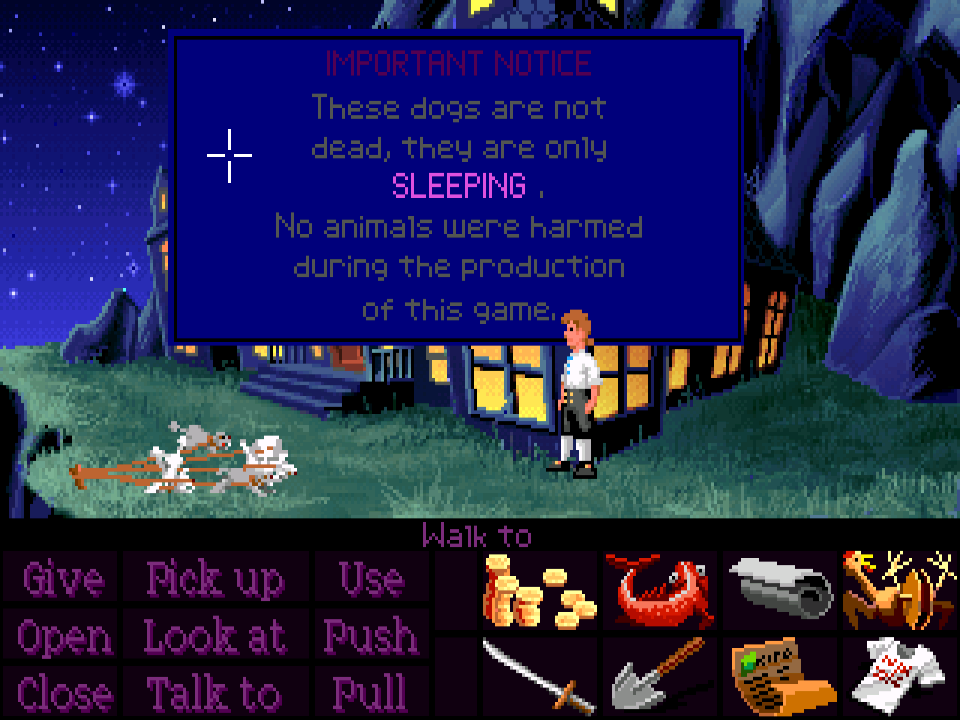 IMPORTANT NOTICE
These dogs are not
dead, they are only
SLEEPING .
No animals were harmed
during the production
of this game.
Walk to
Give Pick up Use
Open Look at Push
Close Talk to Pull